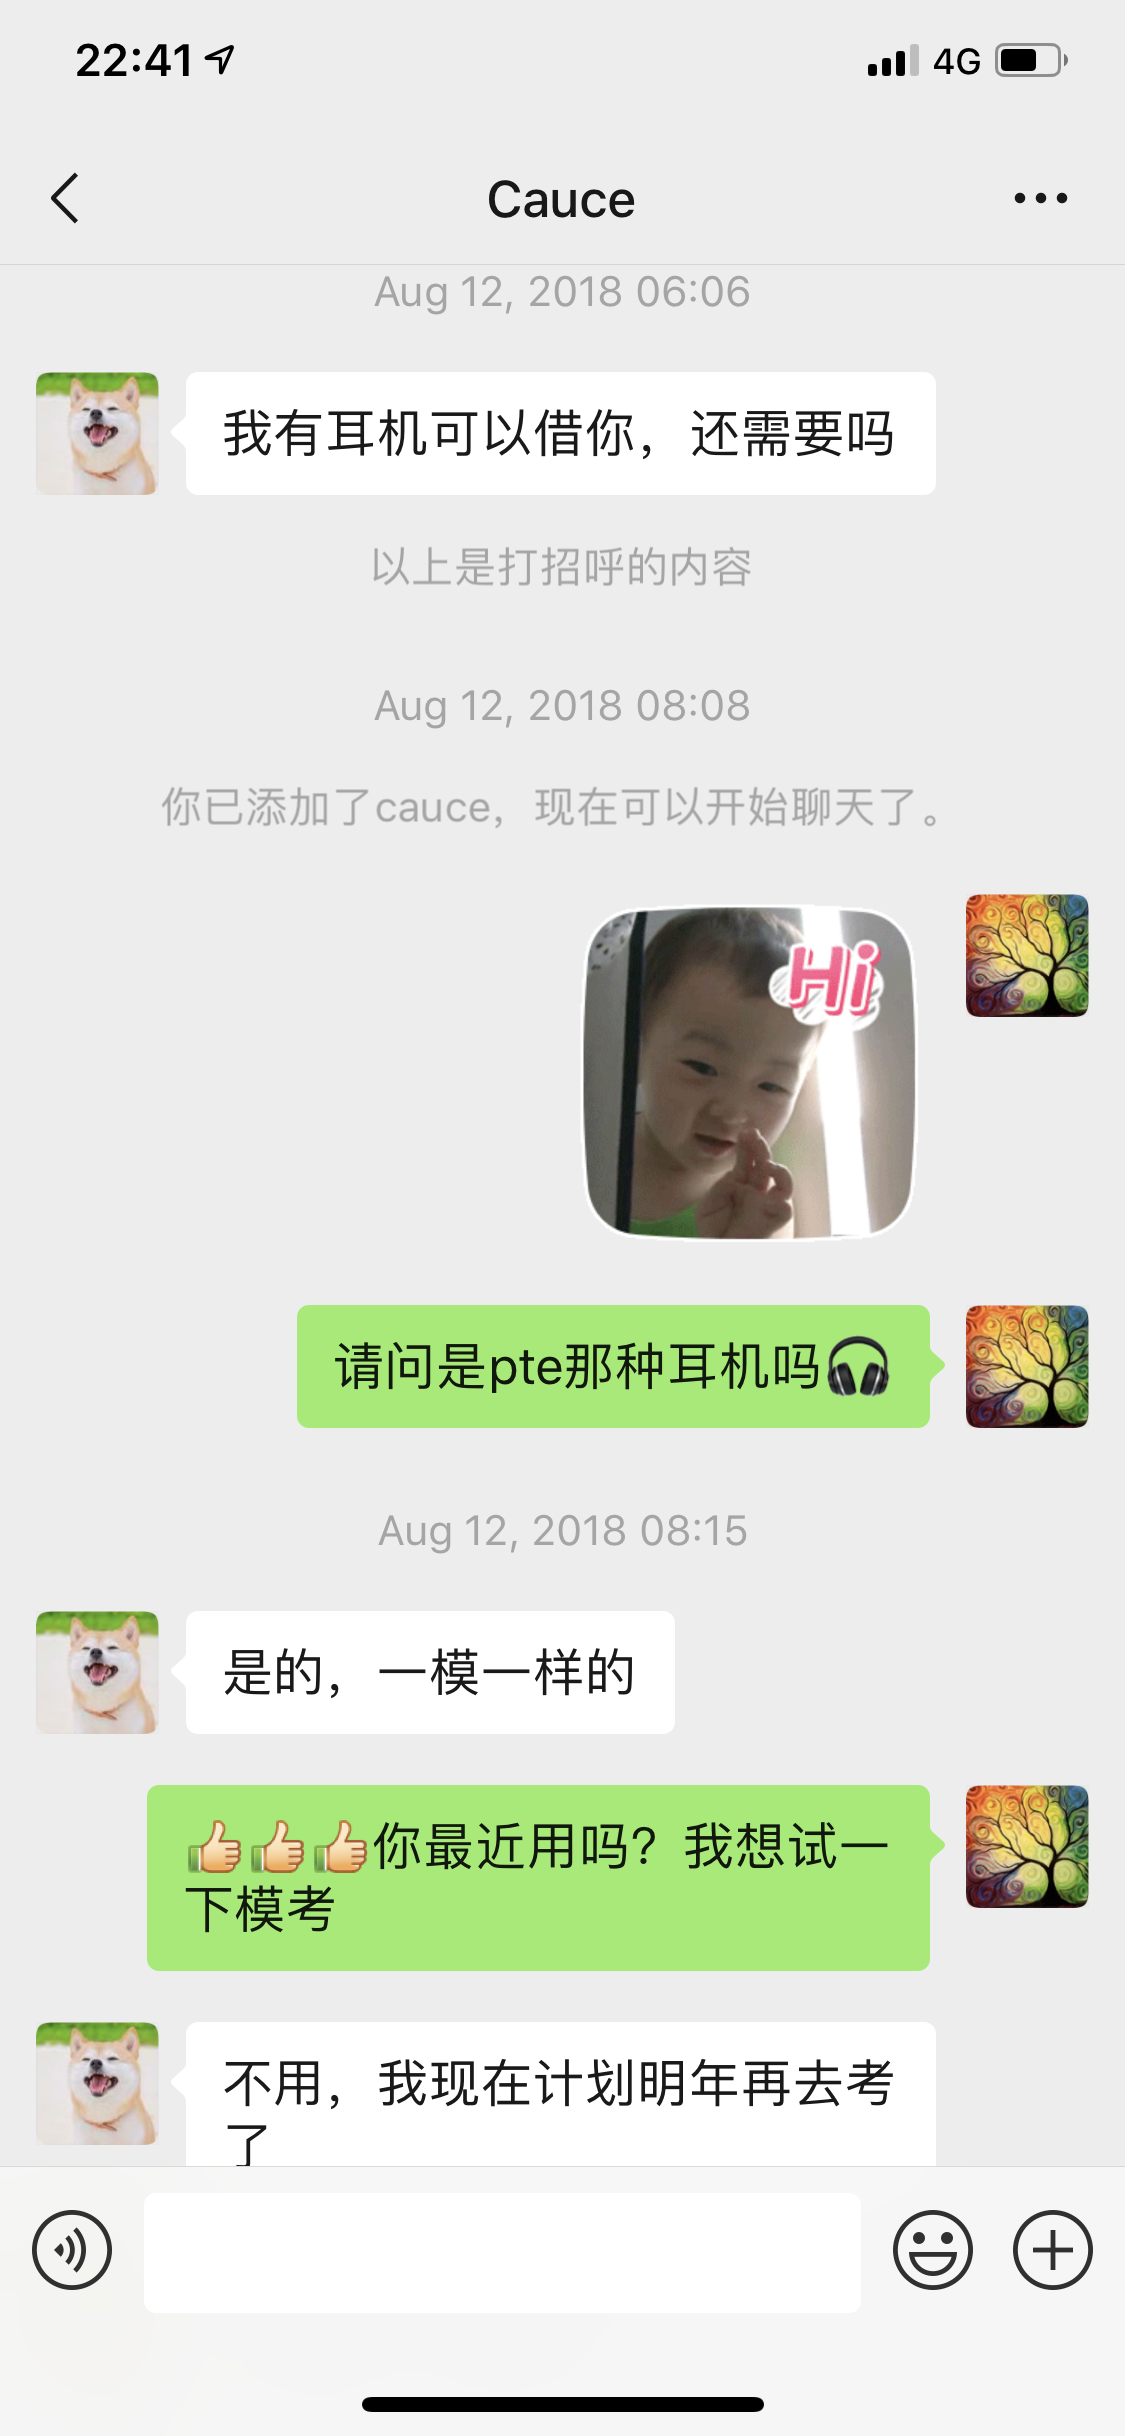 22:41
4G
Cauce
Aug 12, 2018 06:06
我有耳机可以借你，还需要吗
以上是打招呼的内容
Aug 12, 2018 08:08
你已添加了cauce，现在可以开始聊天了。
Hi
请问是pte那种耳机吗🎧
Aug 12, 2018 08:15
是的，一模一样的
👍👍👍你最近用吗？我想试一
下模考
不用，我现在计划明年再去考
了